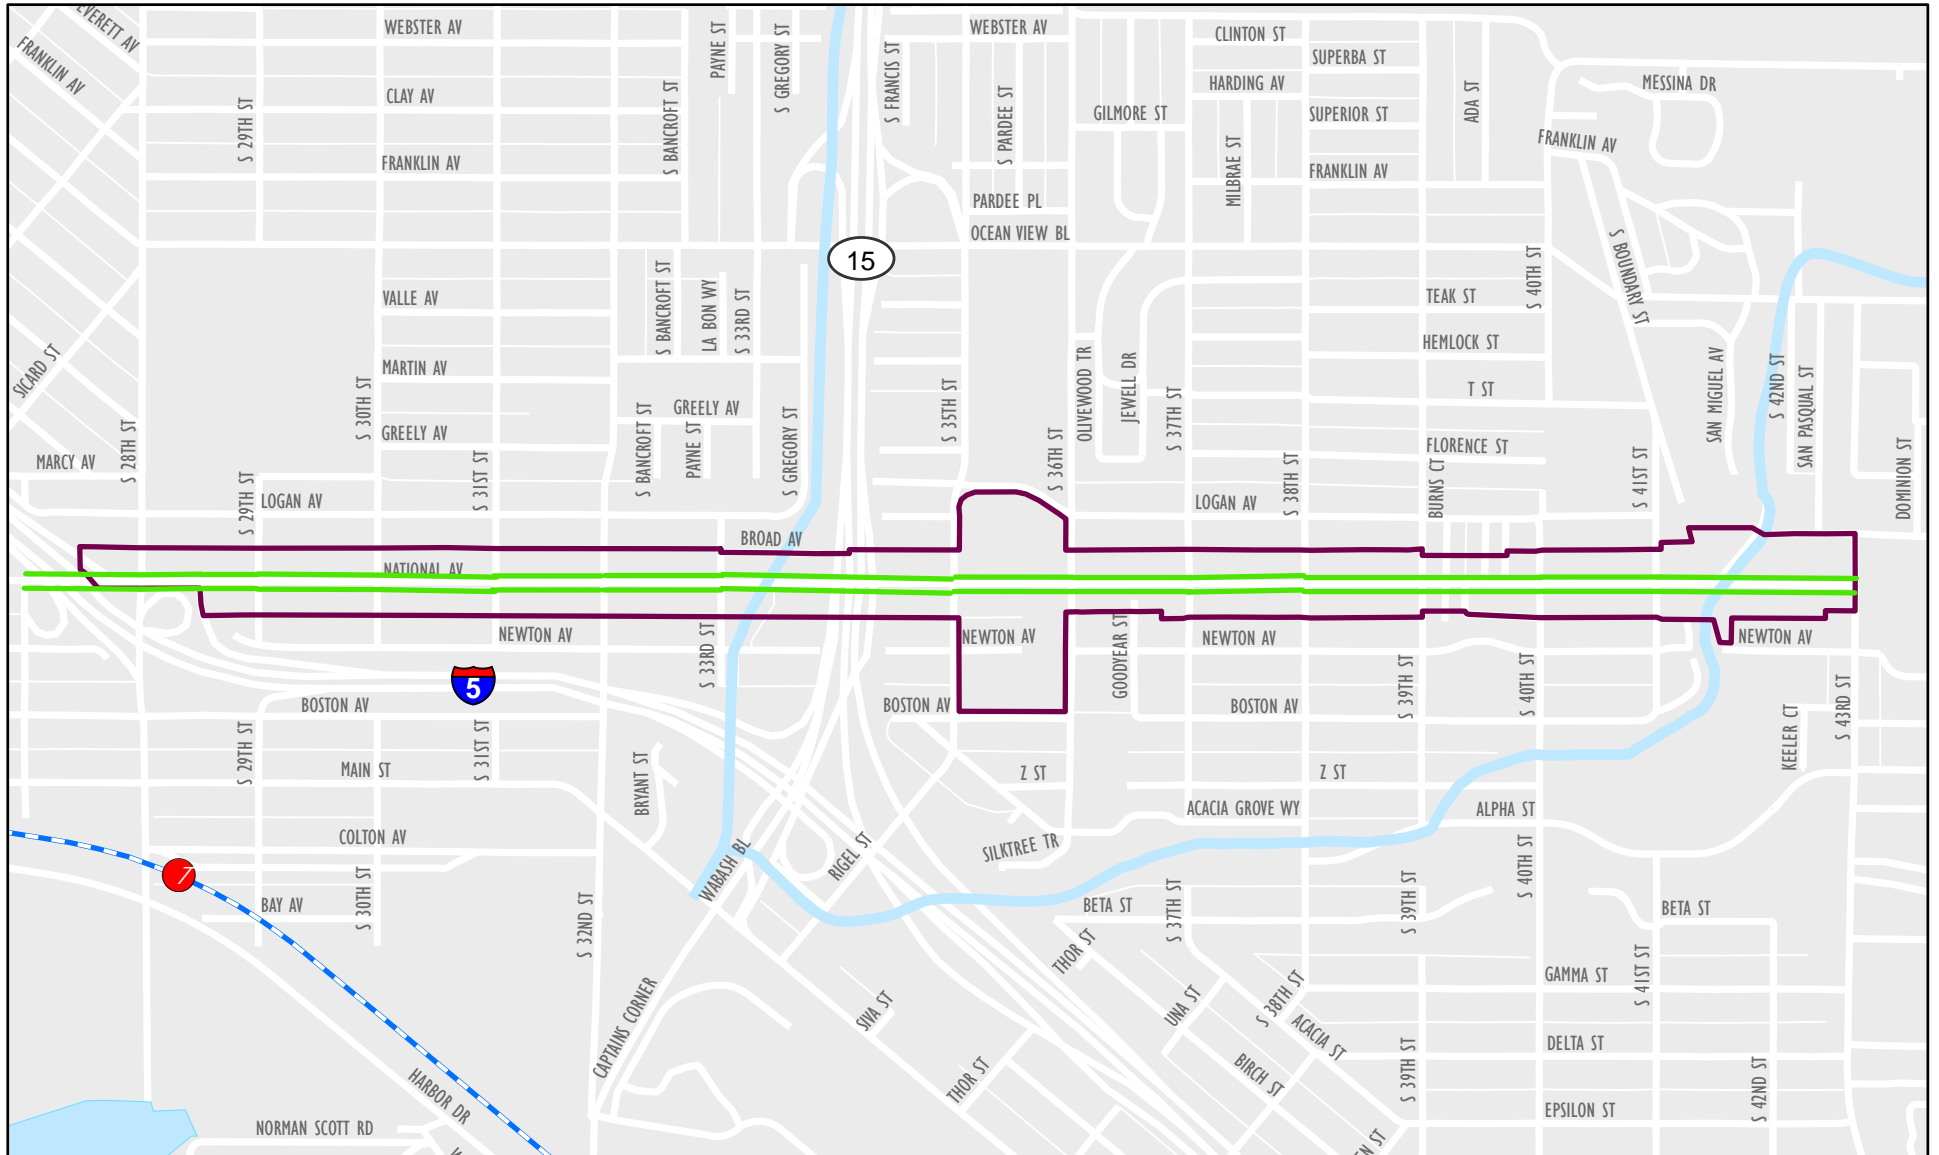 EVERETT AV
WEBSTER AV
PAYNE ST
S GREGORY ST
S FRANCIS ST
WEBSTER AV
CLINTON ST
SUPERBA ST
FRANKLIN AV
CLAY AV
S 29TH ST
S BANCROFT ST
S PARDEE ST
GILMORE ST
HARDING AV
SUPERIOR ST
ADA ST
MESSINA DR
FRANKLIN AV
FRANKLIN AV
MILBRAE ST
FRANKLIN AV
PARDEE PL
OCEAN VIEW BL
15
S BOUNDARY ST
S 40TH ST
VALLE AV
S BANCROFT ST
LA BON WY
S 33RD ST
TEAK ST
HEMLOCK ST
SICARD ST
MARTIN AV
S 30TH ST
S 35TH ST
OLIVEWOOD TR
JEWELL DR
S 37TH ST
T ST
SAN MIGUEL AV
S 42ND ST
SAN PASQUAL ST
GREELY AV
GREELY AV
S BANCROFT ST
PAYNE ST
S GREGORY ST
S 36TH ST
FLORENCE ST
MARCY AV
S 28TH ST
S 29TH ST
LOGAN AV
S 31ST ST
LOGAN AV
S 38TH ST
BURNS CT
S 41ST ST
DOMINION ST
BROAD AV
NATIONAL AV
NEWTON AV
S 33RD ST
NEWTON AV
GOODYEAR ST
NEWTON AV
S 39TH ST
S 40TH ST
NEWTON AV
S 43RD ST
5
BOSTON AV
BOSTON AV
BOSTON AV
S 29TH ST
S 31ST ST
KEELER CT
MAIN ST
BRYANT ST
Z ST
Z ST
ACACIA GROVE WY
ALPHA ST
COLTON AV
WABASH BL
RIGEL ST
SILKTREE TR
S 40TH ST
7
S 30TH ST
BAY AV
S 32ND ST
BETA ST
S 37TH ST
S 39TH ST
BETA ST
THOR ST
S 41ST ST
GAMMA ST
CAPTAINS CORNER
SIVA ST
UNA ST
S 38TH ST
ACACIA ST
DELTA ST
HARBOR DR
THOR ST
BIRCH ST
S 39TH ST
S 42ND ST
EPSILON ST
NORMAN SCOTT RD